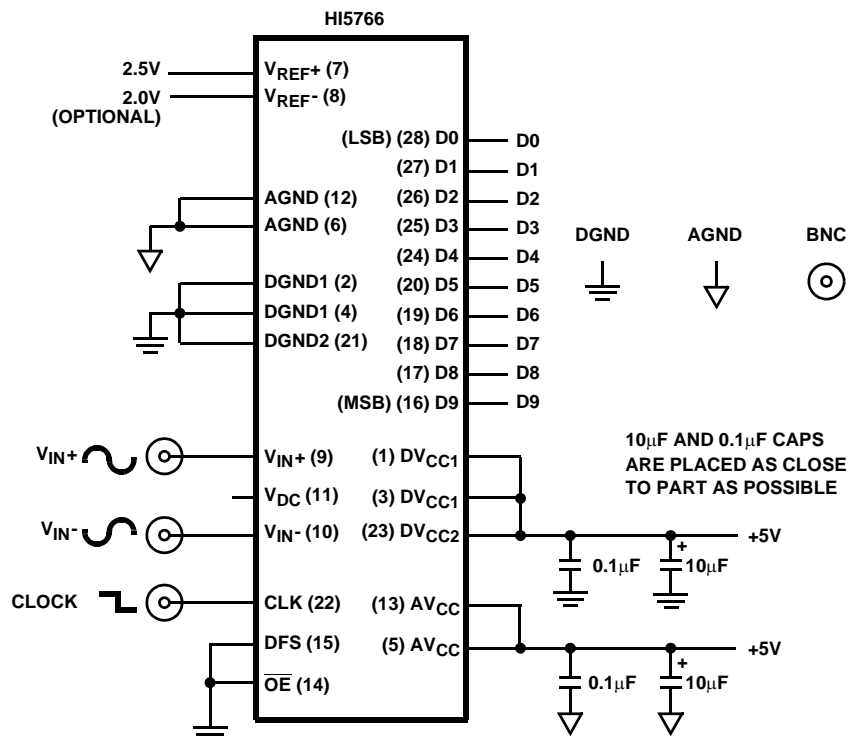 HI5766
2.5V
2.0V
(OPTIONAL)
VREF+ (7)
VREF- (8)
AGND (12)
AGND (6)
DGND1 (2)
DGND1 (4)
DGND2 (21)
VIN+
VIN+ (9)
VDC (11)
VIN-
VIN- (10)
CLOCK
CLK (22)
DFS (15)
OE (14)
(LSB) (28) D0
D0
(27) D1
D1
(26) D2
D2
(25) D3
D3
(24) D4
D4
(20) D5
D5
(19) D6
D6
(18) D7
D7
(17) D8
D8
(MSB) (16) D9
D9
(1) DVCC1
(3) DVCC1
(23) DVCC2
+5V
0.1µF
+
10µF
(13) AVCC
(5) AVCC
+5V
0.1µF
+
10µF
DGND
AGND
BNC
10µF AND 0.1µF CAPS
ARE PLACED AS CLOSE
TO PART AS POSSIBLE